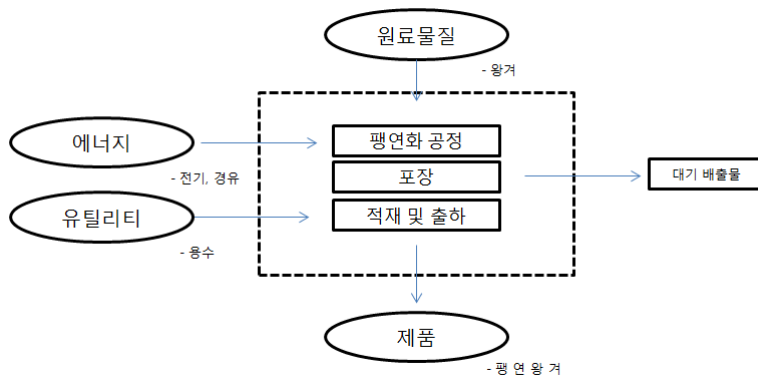 원료물질
- 왕겨
에너지
- 전기, 경유
유틸리티
- 용수
팽연화 공정
포장
적재 및 출하
대기 배출물
제품
- 팽 연 왕 겨